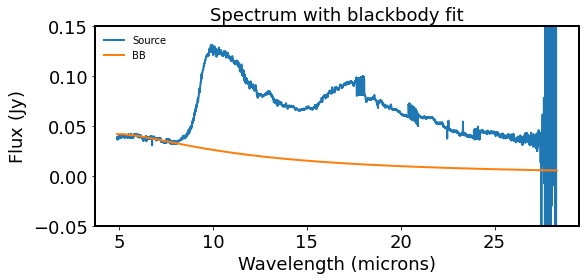 Spectrum with blackbody fit
0.15
Source
BB
0.10
0.05
0.00
−0.05
Flux (Jy)
5 10 15 20 25
Wavelength (microns)